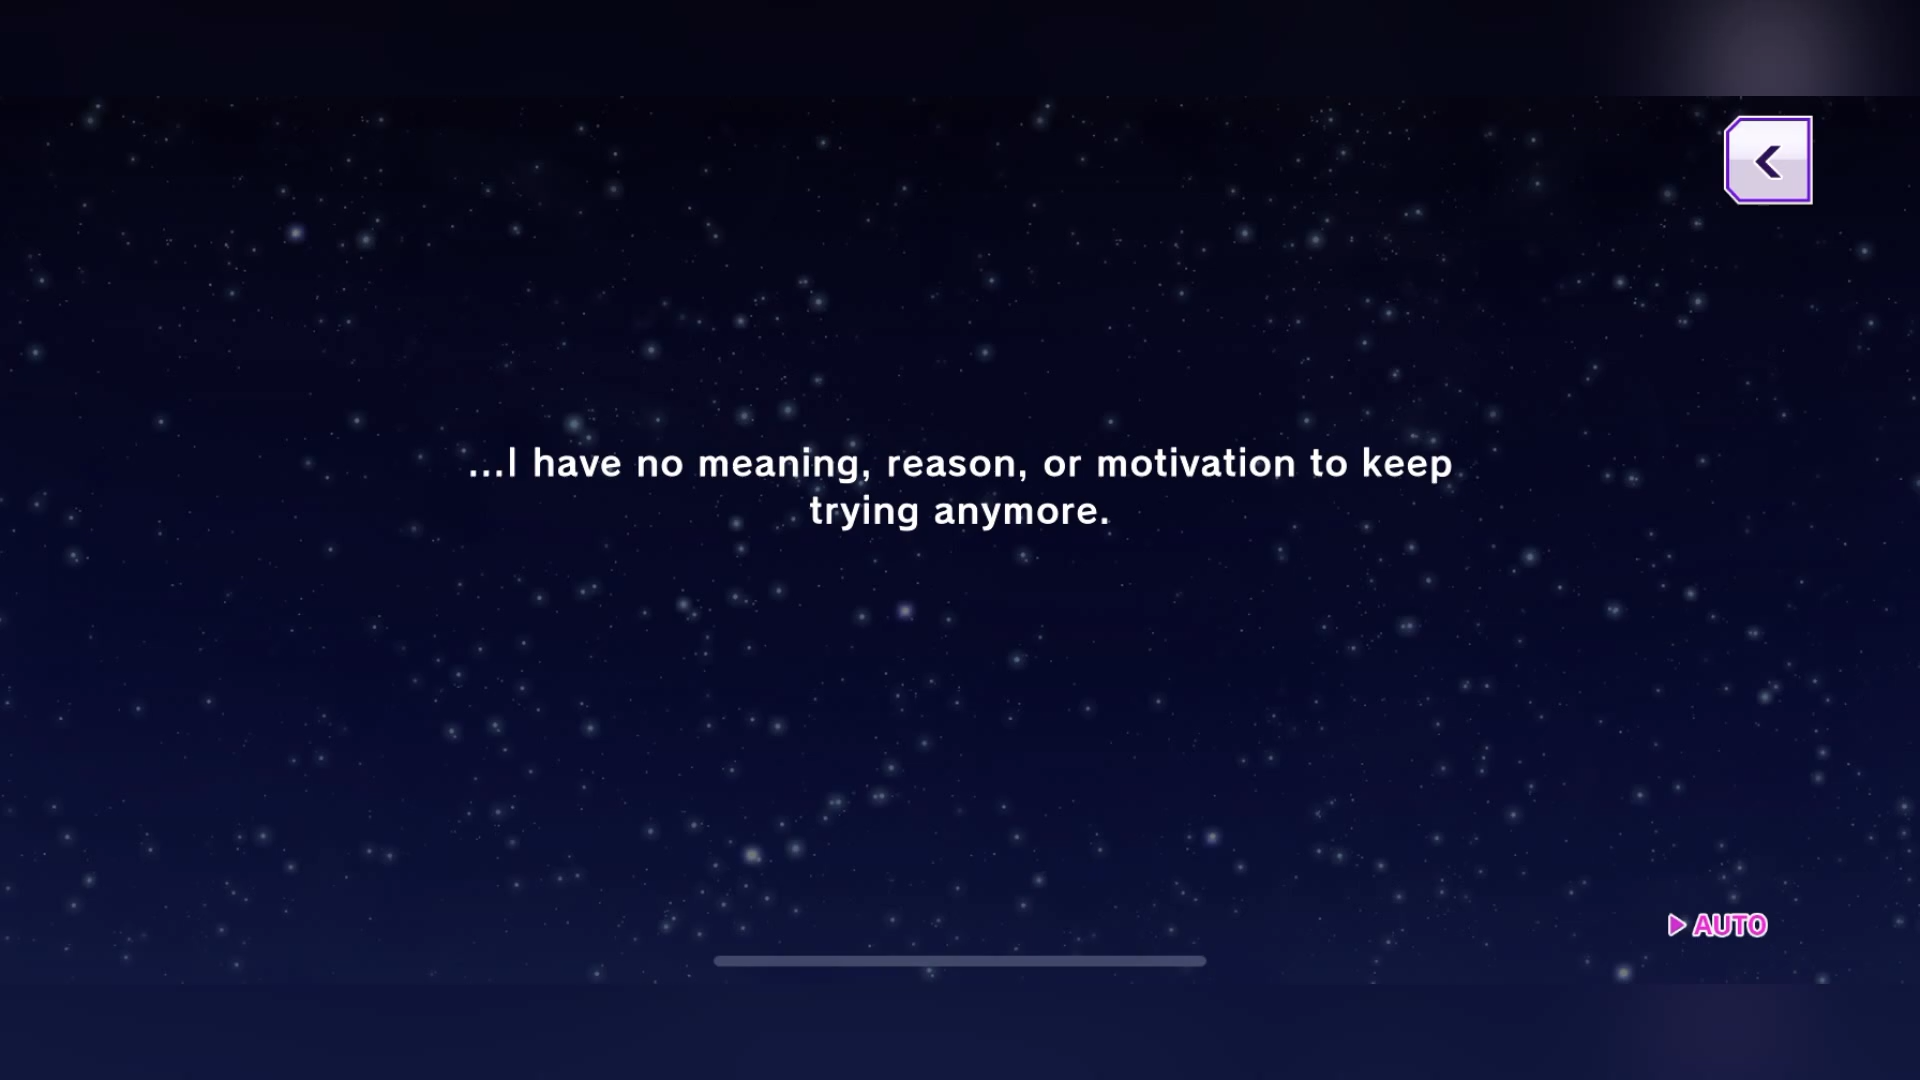 ...I have no meaning, reason, or motivation to keep
trying anymore.
AUTO